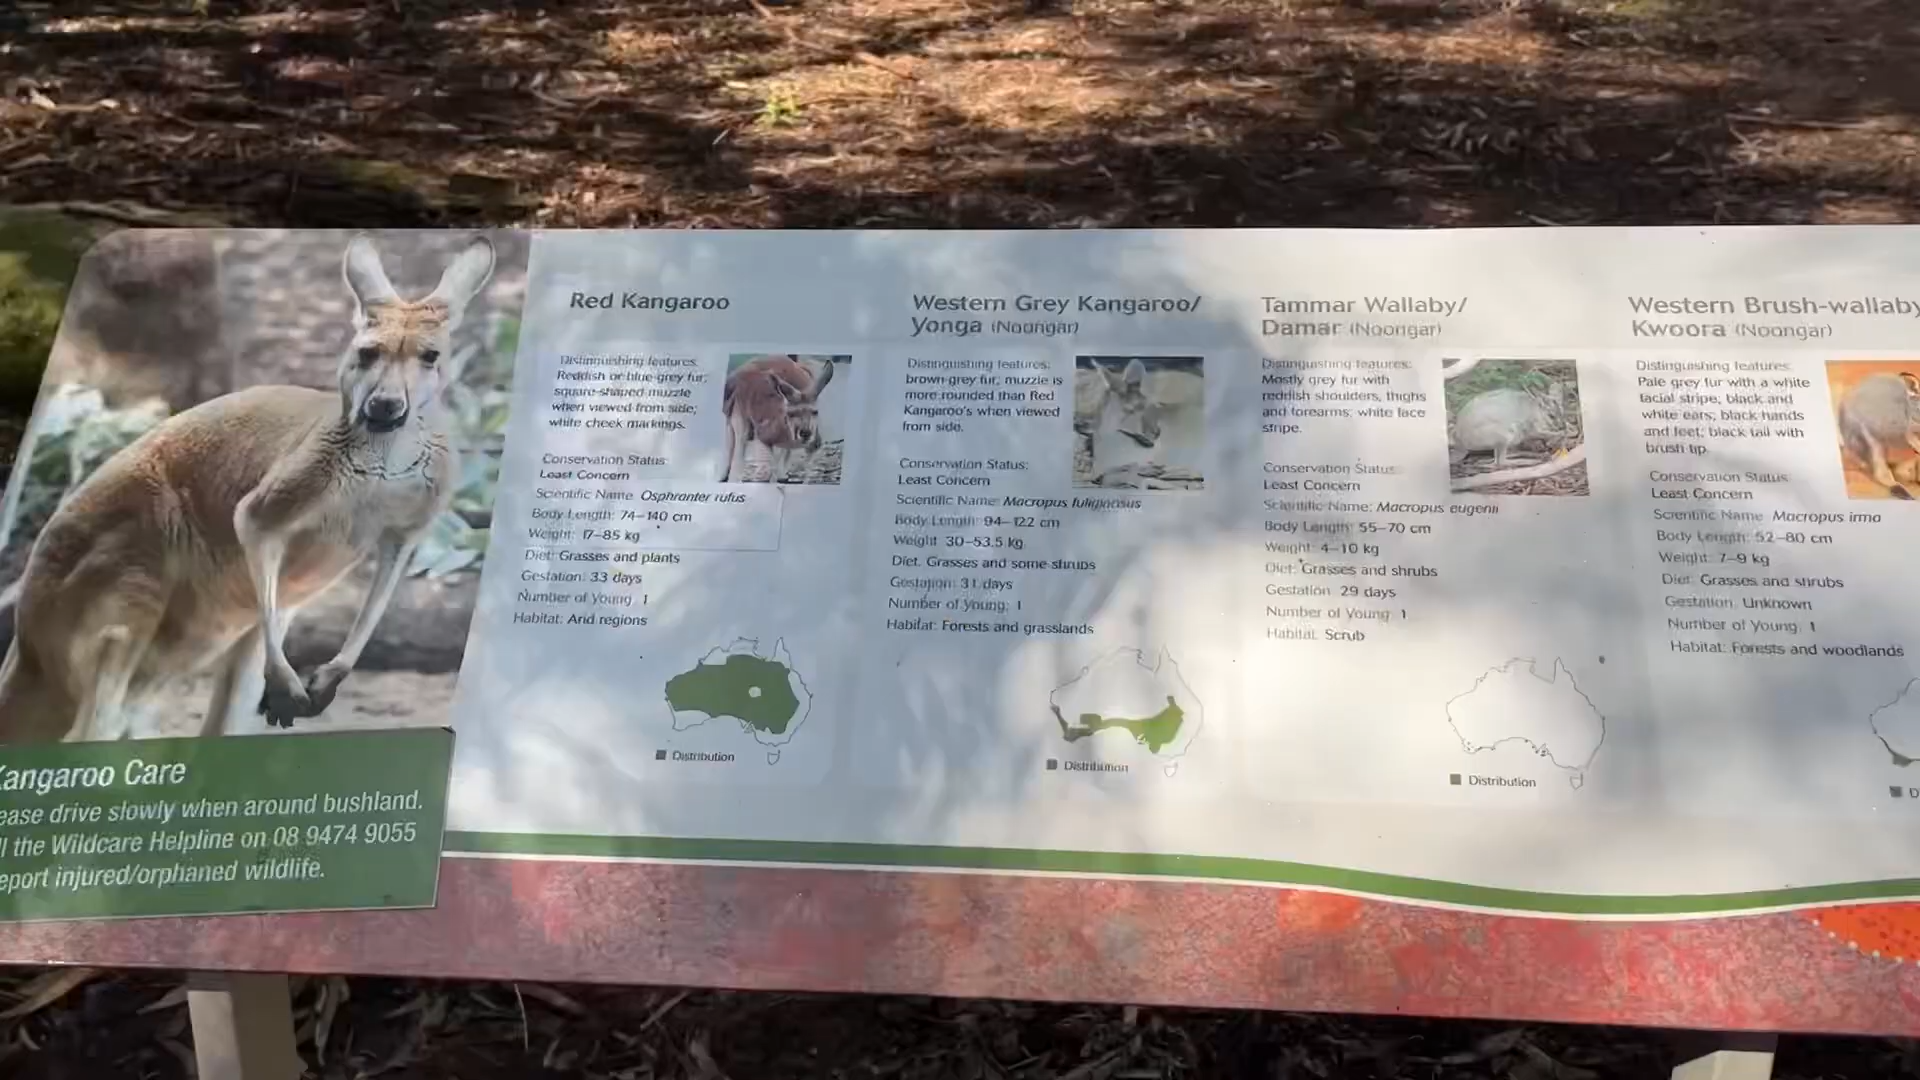 Red Kangaroo
Distinguishing features:
Reddish or blue-grey fur;
square-shaped muzzle
when viewed from side;
white cheek markings.
Conservation Status:
Least Concern
Scientific Name: Osphranter rufus
Body Length: 74–140 cm
Weight: 17–85 kg
Diet: Grasses and plants
Gestation: 33 days
Number of Young: 1
Habitat: Arid regions
Distribution
Western Grey Kangaroo/
Yonga (Noongar)
Distinguishing features:
brown-grey fur; muzzle is
more rounded than Red
Kangaroo's when viewed
from side.
Conservation Status:
Least Concern
Scientific Name: Macropus fuliginosus
Body Length: 94–122 cm
Weight: 30–53.5 kg
Diet: Grasses and some shrubs
Gestation: 31 days
Number of Young: 1
Habitat: Forests and grasslands
Distribution
Tammar Wallaby/
Damar (Noongar)
Distinguishing features:
Mostly grey fur with
reddish shoulders, thighs
and forearms; white face
stripe.
Conservation Status:
Least Concern
Scientific Name: Macropus eugenii
Body Length: 55–70 cm
Weight: 4–10 kg
Diet: Grasses and shrubs
Gestation: 29 days
Number of Young: 1
Habitat: Scrub
Distribution
Western Brush-wallaby
Kwoora (Noongar)
Distinguishing features:
Pale grey fur with a white
facial stripe; black and
white ears; black hands
and feet; black tail with
brush tip.
Conservation Status:
Least Concern
Scientific Name: Macropus irma
Body Length: 52–80 cm
Weight: 7–9 kg
Diet: Grasses and shrubs
Gestation: Unknown
Number of Young: 1
Habitat: Forests and woodlands
D
angaroo Care
ease drive slowly when around bushland.
ll the Wildcare Helpline on 08 9474 9055
eport injured/orphaned wildlife.